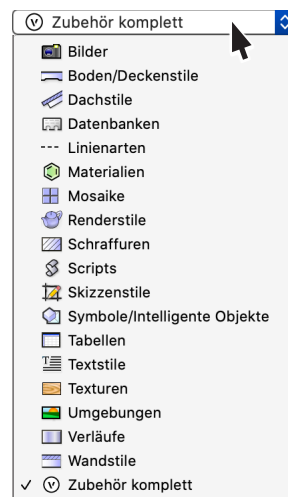 Zubehör komplett
Bilder
Boden/Deckenstile
Dachstile
Datenbanken
Linienarten
Materialien
Mosaike
Renderstile
Schraffuren
Scripts
Skizzenstile
Symbole/Intelligente Objekte
Tabellen
Textstile
Texturen
Umgebungen
Verläufe
Wandstile
Zubehör komplett